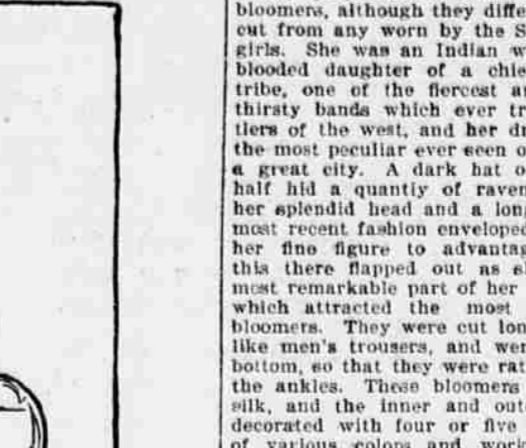 bloomers, although they diffe
cut from any worn by the S
girls. She was an Indian w
blooded daughter of a chie
tribe, one of the fiercest a
thirsty bands which ever tr
tlers of the west, and her dr
the most peculiar ever seen o
a great city. A dark hat o
half hid a quantiy of raven
her splendid head and a lon
most recent fashion enveloped
her fine figure to advantag
this there flapped out as s
most remarkable part of her
which attracted the most
bloomers. They were cut lon
like men's trousers, and wer
bottom, so that they were rat
the ankles. These bloomers
silk, and the inner and out
decorated with four or five
of various colors and work